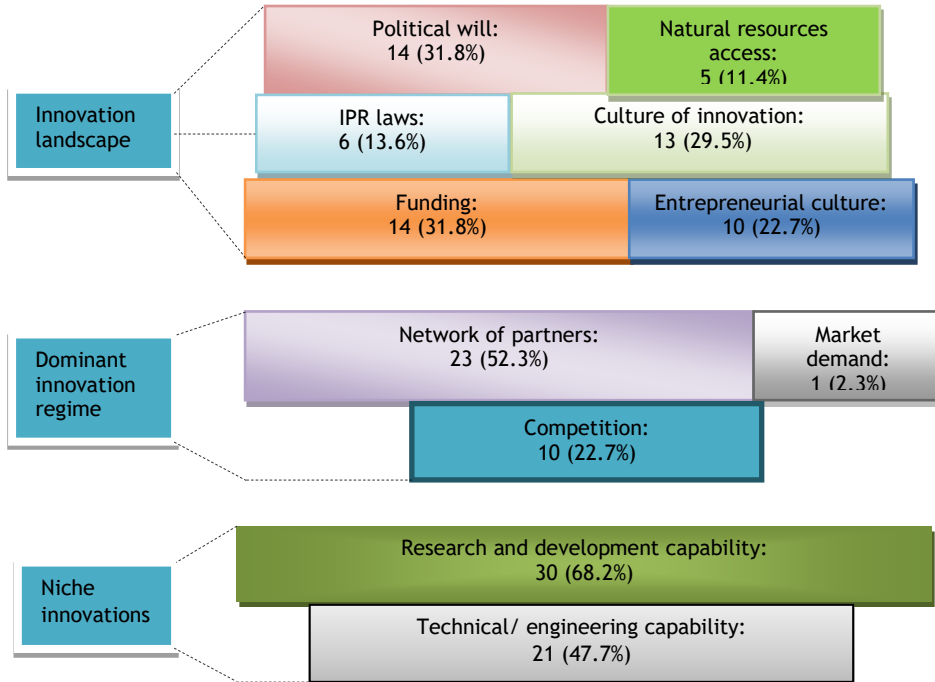 Political will:
14 (31.8%)
Natural resources
access:
5 (11.4%)
Innovation
landscape
IPR laws:
6 (13.6%)
Culture of innovation:
13 (29.5%)
Funding:
14 (31.8%)
Entrepreneurial culture:
10 (22.7%)
Dominant
innovation
regime
Network of partners:
23 (52.3%)
Market
demand:
1 (2.3%)
Competition:
10 (22.7%)
Niche
innovations
Research and development capability:
30 (68.2%)
Technical/ engineering capability:
21 (47.7%)